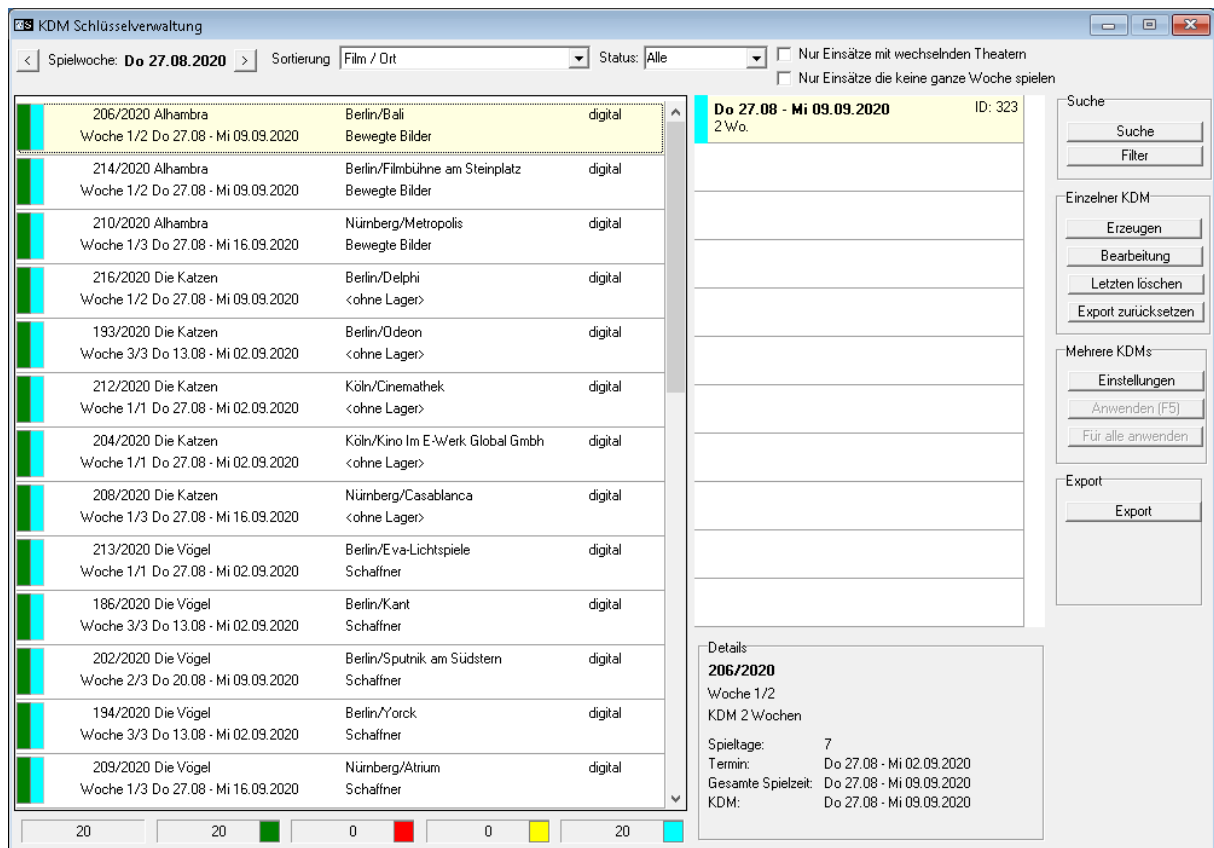 KDM Schlüsselverwaltung
< Spielwoche: Do 27.08.2020 > Sortierung Film / Ort Status: Alle Nur Einsätze mit wechselnden Theatern
Nur Einsätze die keine ganze Woche spielen
206/2020 Alhambra Berlin/Bali digital
Woche 1/2 Do 27.08 - Mi 09.09.2020 Bewegte Bilder
214/2020 Alhambra Berlin/Filmbühne am Steinplatz digital
Woche 1/2 Do 27.08 - Mi 09.09.2020 Bewegte Bilder
210/2020 Alhambra Nürnberg/Metropolis digital
Woche 1/3 Do 27.08 - Mi 16.09.2020 Bewegte Bilder
216/2020 Die Katzen Berlin/Delphi digital
Woche 1/2 Do 27.08 - Mi 09.09.2020 <ohne Lager>
193/2020 Die Katzen Berlin/Odeon digital
Woche 3/3 Do 13.08 - Mi 02.09.2020 <ohne Lager>
212/2020 Die Katzen Köln/Cinemathek digital
Woche 1/1 Do 27.08 - Mi 02.09.2020 <ohne Lager>
204/2020 Die Katzen Köln/Kino Im E-Werk Global Gmbh digital
Woche 1/1 Do 27.08 - Mi 02.09.2020 <ohne Lager>
208/2020 Die Katzen Nürnberg/Casablanca digital
Woche 1/3 Do 27.08 - Mi 16.09.2020 <ohne Lager>
213/2020 Die Vögel Berlin/Eva-Lichtspiele digital
Woche 1/1 Do 27.08 - Mi 02.09.2020 Schaffner
186/2020 Die Vögel Berlin/Kant digital
Woche 3/3 Do 13.08 - Mi 02.09.2020 Schaffner
202/2020 Die Vögel Berlin/Sputnik am Südstern digital
Woche 2/3 Do 20.08 - Mi 09.09.2020 Schaffner
194/2020 Die Vögel Berlin/Yorck digital
Woche 3/3 Do 13.08 - Mi 02.09.2020 Schaffner
209/2020 Die Vögel Nürnberg/Atrium digital
Woche 1/3 Do 27.08 - Mi 16.09.2020 Schaffner
20 20 0 0 20
Do 27.08 - Mi 09.09.2020 ID: 323
2 Wo.
Details
206/2020
Woche 1/2
KDM 2 Wochen
Spieltage: 7
Termin: Do 27.08 - Mi 02.09.2020
Gesamte Spielzeit: Do 27.08 - Mi 09.09.2020
KDM: Do 27.08 - Mi 09.09.2020
Suche
Suche
Filter
Einzelner KDM
Erzeugen
Bearbeitung
Letzten löschen
Export zurücksetzen
Mehrere KDMs
Einstellungen
Anwenden (F5)
Für alle anwenden
Export
Export